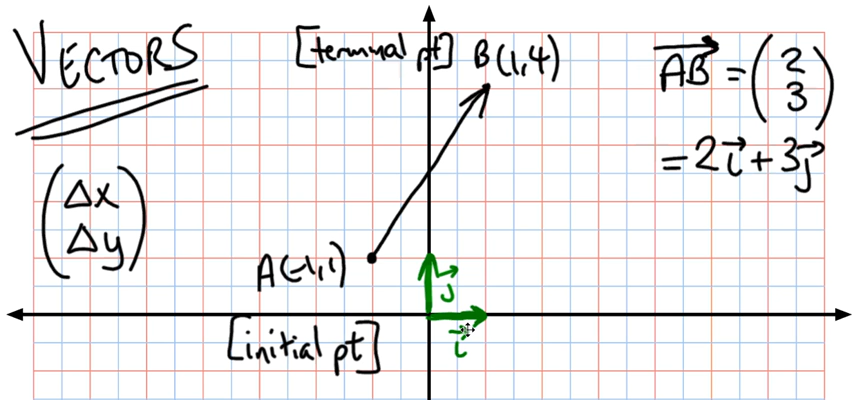 VECTORS
[terminal pt] B(1,4)
A(-1,1)
[initial pt]
(Δx
Δy)
j⃗
i⃗
AB⃗ = (2
3)
= 2i⃗ + 3j⃗